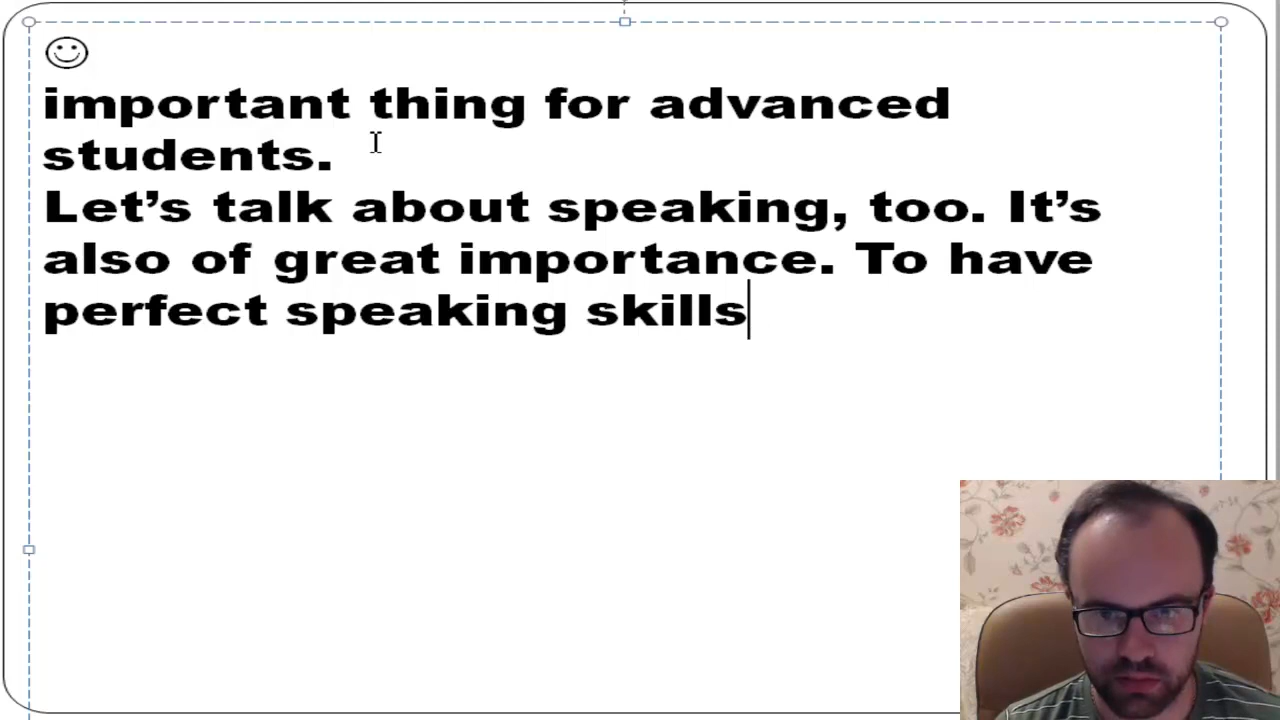 important thing for advanced
students.
Let’s talk about speaking, too. It’s
also of great importance. To have
perfect speaking skills